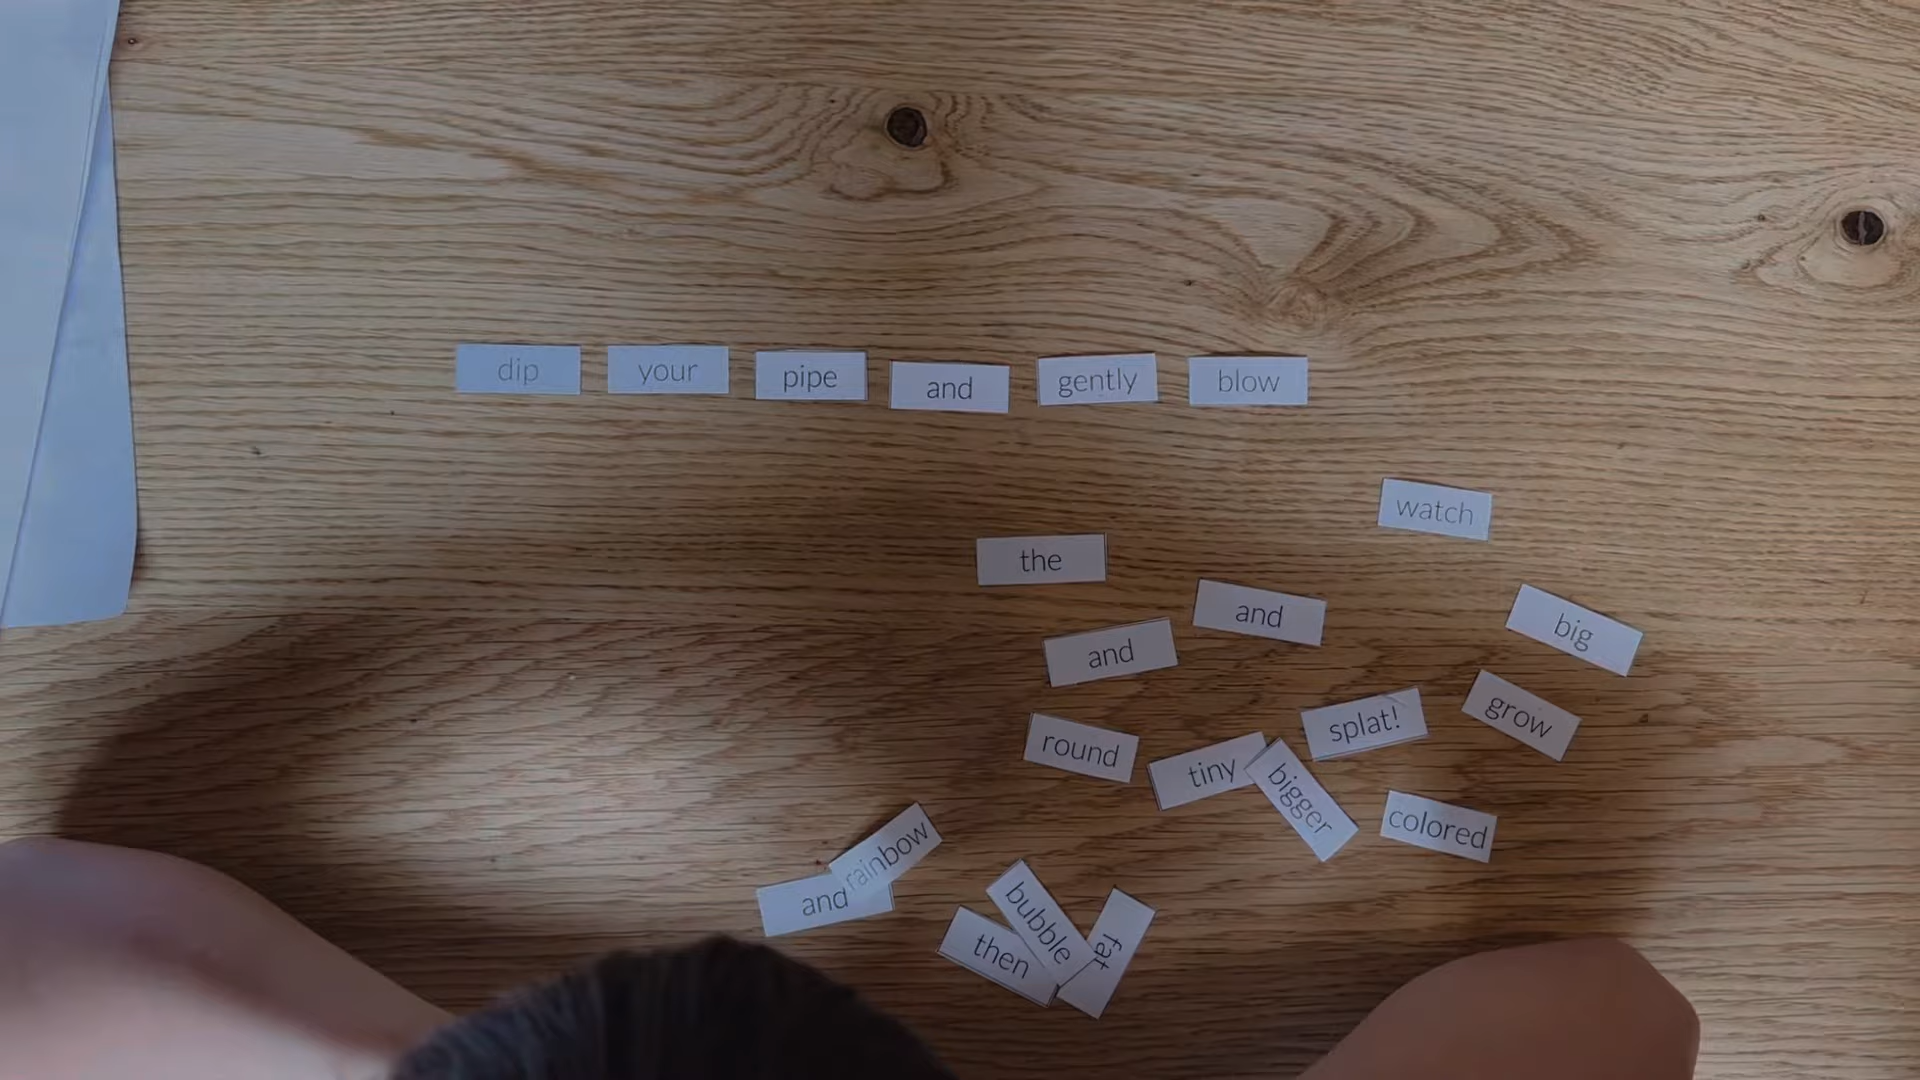 dip your pipe and gently blow
watch
the
and
big
and
grow
splat!
round
tiny
bigger
colored
rainbow
and
bubble
fat
then